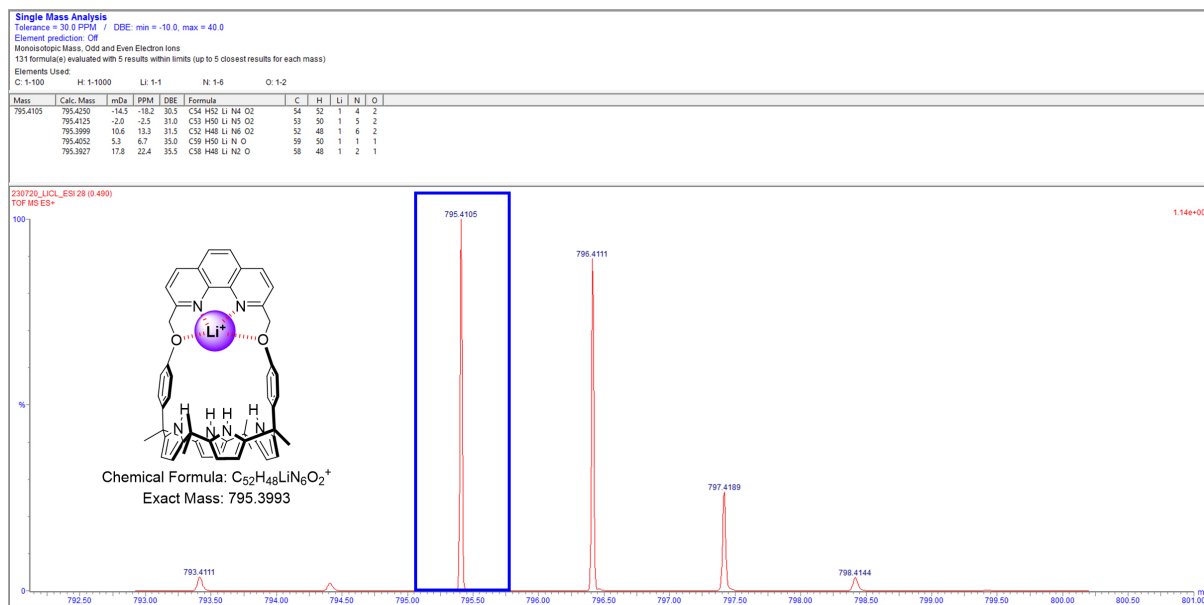 Single Mass Analysis
Tolerance = 30.0 PPM / DBE: min = -10.0, max = 40.0
Element prediction: Off
Monoisotopic Mass, Odd and Even Electron Ions
131 formula(e) evaluated with 5 results within limits (up to 5 closest results for each mass)
Elements Used:
C: 1-100 H: 1-1000 Li: 1-1 N: 1-6 O: 1-2
Mass Calc. Mass mDa PPM DBE Formula C H Li N O
795.4105 795.4250 -14.5 -18.2 30.5 C54 H52 Li N4 O2 54 52 1 4 2
795.4125 -2.0 -2.5 31.0 C53 H50 Li N5 O2 53 50 1 5 2
795.3999 10.6 13.3 31.5 C52 H48 Li N6 O2 52 48 1 6 2
795.4052 5.3 6.7 35.0 C59 H50 Li N O 59 50 1 1 1
795.3927 17.8 22.4 35.5 C58 H48 Li N2 O 58 48 1 2 1
230720_LICL_ESI 28 (0.490)
TOF MS ES+
1.14e+00
100
795.4105
796.4111
N N
Li+
O O
%
H H H H
N N N N
Chemical Formula: C52H48LiN6O2+
Exact Mass: 795.3993
797.4189
793.4111
798.4144
0
792.50 793.00 793.50 794.00 794.50 795.00 795.50 796.00 796.50 797.00 797.50 798.00 798.50 799.00 799.50 800.00 800.50 801.00